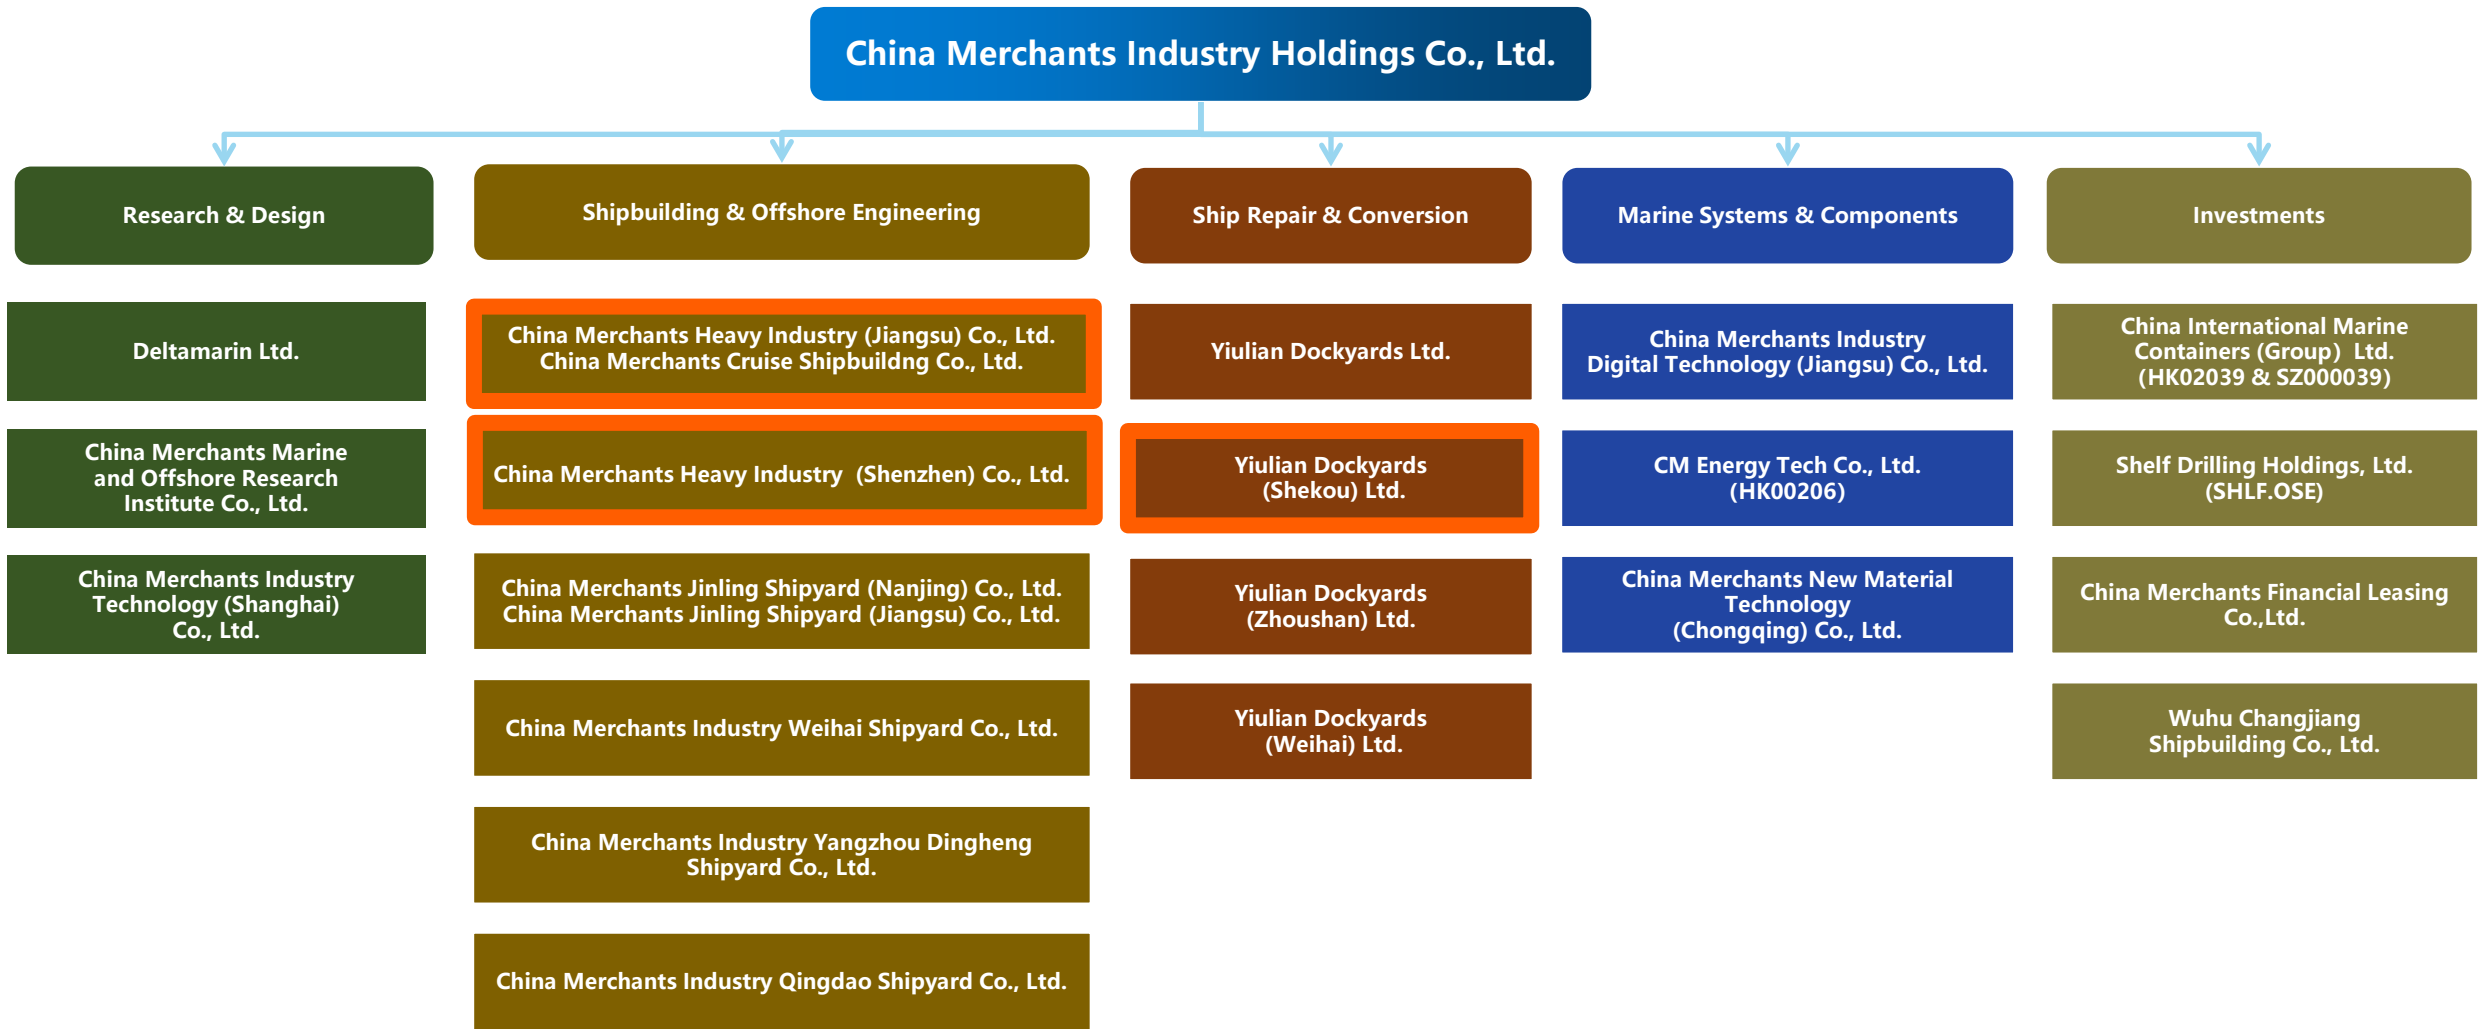 China Merchants Industry Holdings Co., Ltd.
Research & Design
Deltamarin Ltd.
China Merchants Marine
and Offshore Research
Institute Co., Ltd.
China Merchants Industry
Technology (Shanghai)
Co., Ltd.
Shipbuilding & Offshore Engineering
China Merchants Heavy Industry (Jiangsu) Co., Ltd.
China Merchants Cruise Shipbuildng Co., Ltd.
China Merchants Heavy Industry  (Shenzhen) Co., Ltd.
China Merchants Jinling Shipyard (Nanjing) Co., Ltd.
China Merchants Jinling Shipyard (Jiangsu) Co., Ltd.
China Merchants Industry Weihai Shipyard Co., Ltd.
China Merchants Industry Yangzhou Dingheng
Shipyard Co., Ltd.
China Merchants Industry Qingdao Shipyard Co., Ltd.
Ship Repair & Conversion
Yiulian Dockyards Ltd.
Yiulian Dockyards
(Shekou) Ltd.
Yiulian Dockyards
(Zhoushan) Ltd.
Yiulian Dockyards
(Weihai) Ltd.
Marine Systems & Components
China Merchants Industry
Digital Technology (Jiangsu) Co., Ltd.
CM Energy Tech Co., Ltd.
(HK00206)
China Merchants New Material
Technology
(Chongqing) Co., Ltd.
Investments
China International Marine
Containers (Group)  Ltd.
(HK02039 & SZ000039)
Shelf Drilling Holdings, Ltd.
(SHLF.OSE)
China Merchants Financial Leasing
Co.,Ltd.
Wuhu Changjiang
Shipbuilding Co., Ltd.